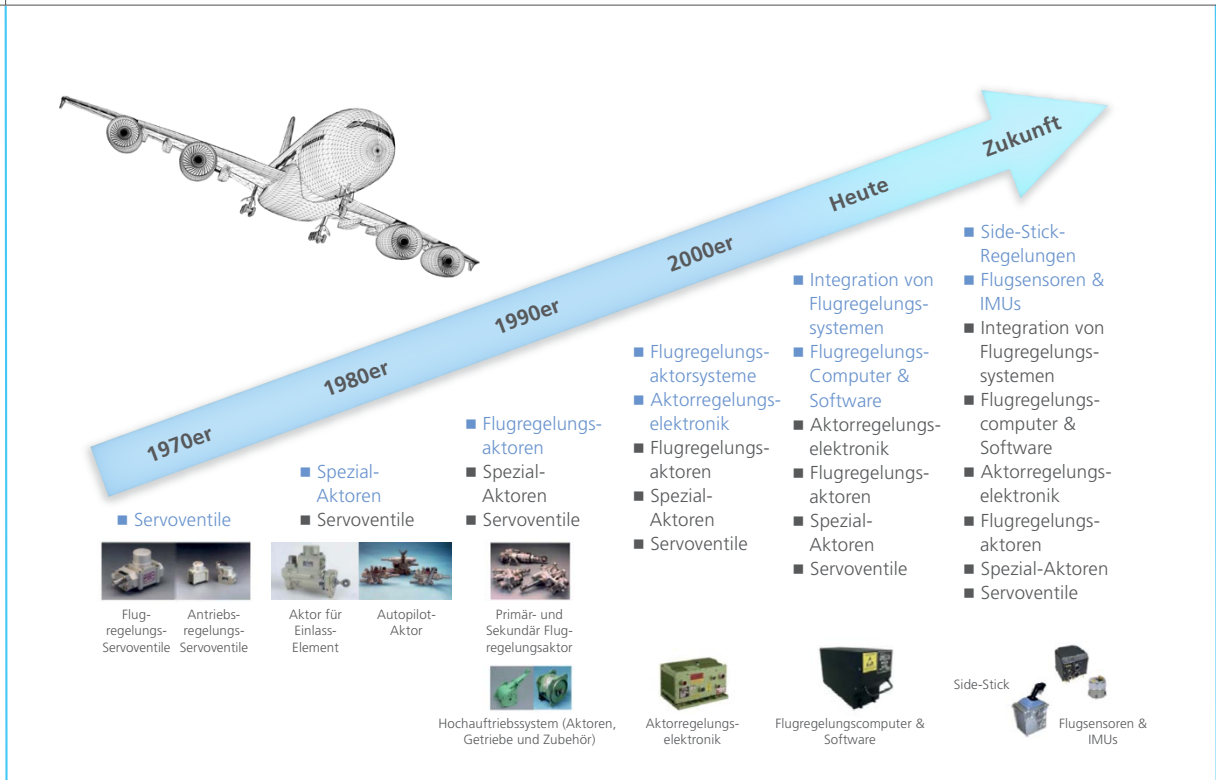 Zukunft
Heute
2000er
1990er
1980er
1970er
■ Servoventile
Flug-
regelungs-
Servoventile
Antriebs-
regelungs-
Servoventile
■ Spezial-
Aktoren
■ Servoventile
Aktor für
Einlass-
Element
Autopilot-
Aktor
■ Flugregelungs-
aktoren
■ Spezial-
Aktoren
■ Servoventile
Primär- und
Sekundär Flug-
regelungsaktor
Hochauftriebssystem (Aktoren,
Getriebe und Zubehör)
■ Flugregelungs-
aktorsysteme
■ Aktorregelungs-
elektronik
■ Flugregelungs-
aktoren
■ Spezial-
Aktoren
■ Servoventile
Aktorregelungs-
elektronik
■ Integration von
Flugregelungs-
systemen
■ Flugregelungs-
Computer &
Software
■ Aktorregelungs-
elektronik
■ Flugregelungs-
aktoren
■ Spezial-
Aktoren
■ Servoventile
Flugregelungscomputer &
Software
■ Side-Stick-
Regelungen
■ Flugsensoren &
IMUs
■ Integration von
Flugregelungs-
systemen
■ Flugregelungs-
computer &
Software
■ Aktorregelungs-
elektronik
■ Flugregelungs-
aktoren
■ Spezial-Aktoren
■ Servoventile
Side-Stick
Flugsensoren &
IMUs